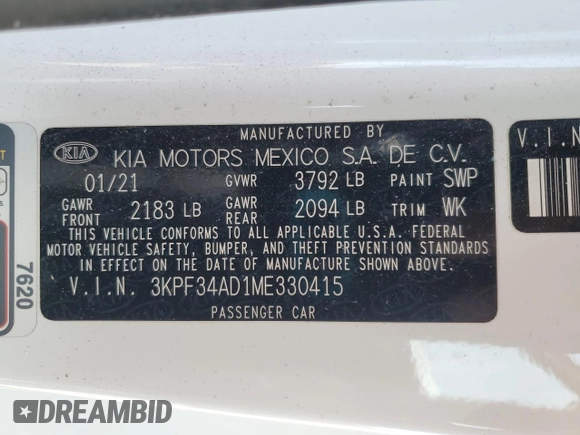 MANUFACTURED BY
KIA KIA MOTORS MEXICO S.A. DE C.V.
01/21 GVWR 3792 LB PAINT SWP
GAWR FRONT 2183 LB GAWR REAR 2094 LB TRIM WK
THIS VEHICLE CONFORMS TO ALL APPLICABLE U.S.A. FEDERAL
MOTOR VEHICLE SAFETY, BUMPER, AND THEFT PREVENTION STANDARDS
IN EFFECT ON THE DATE OF MANUFACTURE SHOWN ABOVE.
V.I.N. 3KPF34AD1ME330415
PASSENGER CAR
V.I.N
7620
DREAMBID